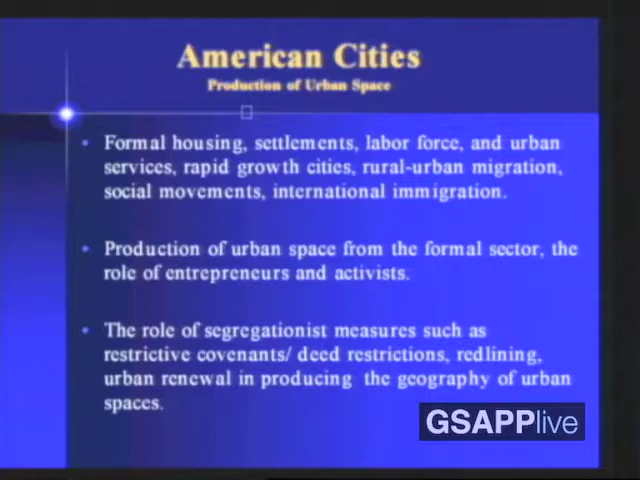 American Cities
Production of Urban Space
• Formal housing, settlements, labor force, and urban
services, rapid growth cities, rural-urban migration,
social movements, international immigration.
• Production of urban space from the formal sector, the
role of entrepreneurs and activists.
• The role of segregationist measures such as
restrictive covenants/ deed restrictions, redlining,
urban renewal in producing the geography of urban
spaces.
GSAPPlive